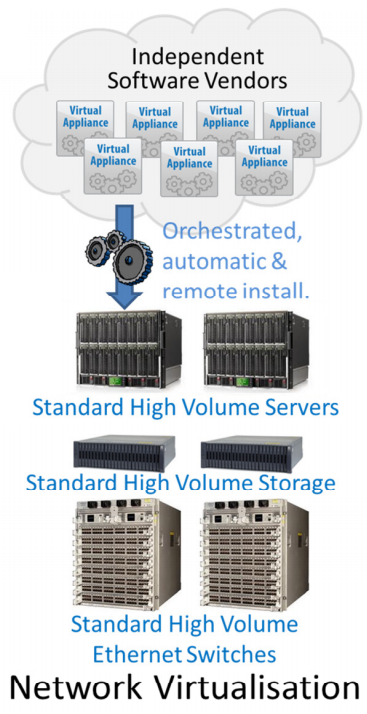 Independent
Software Vendors
Virtual Appliance
Virtual Appliance
Virtual Appliance
Virtual Appliance
Virtual Appliance
Virtual Appliance
Virtual Appliance
Orchestrated,
automatic &
remote install.
Standard High Volume Servers
Standard High Volume Storage
Standard High Volume
Ethernet Switches
Network Virtualisation